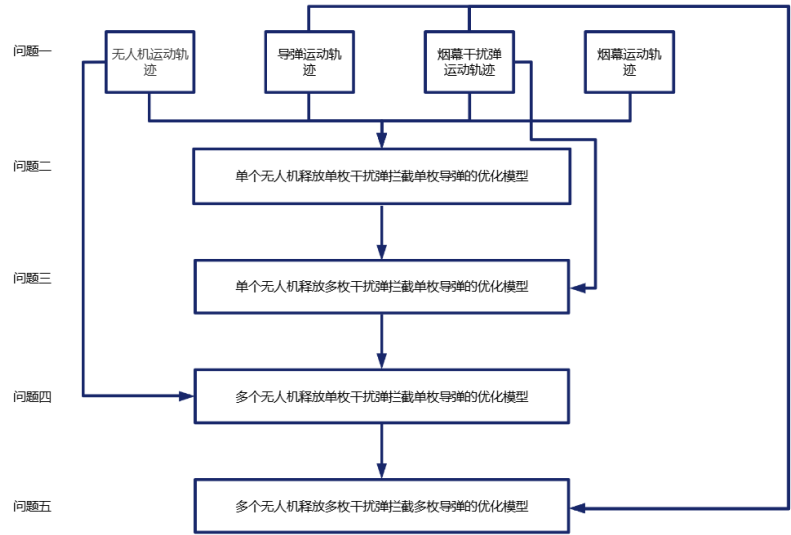 问题一
无人机运动轨
迹
导弹运动轨
迹
烟幕干扰弹
运动轨迹
烟幕运动轨
迹
问题二
单个无人机释放单枚干扰弹拦截单枚导弹的优化模型
问题三
单个无人机释放多枚干扰弹拦截单枚导弹的优化模型
问题四
多个无人机释放单枚干扰弹拦截单枚导弹的优化模型
问题五
多个无人机释放多枚干扰弹拦截多枚导弹的优化模型